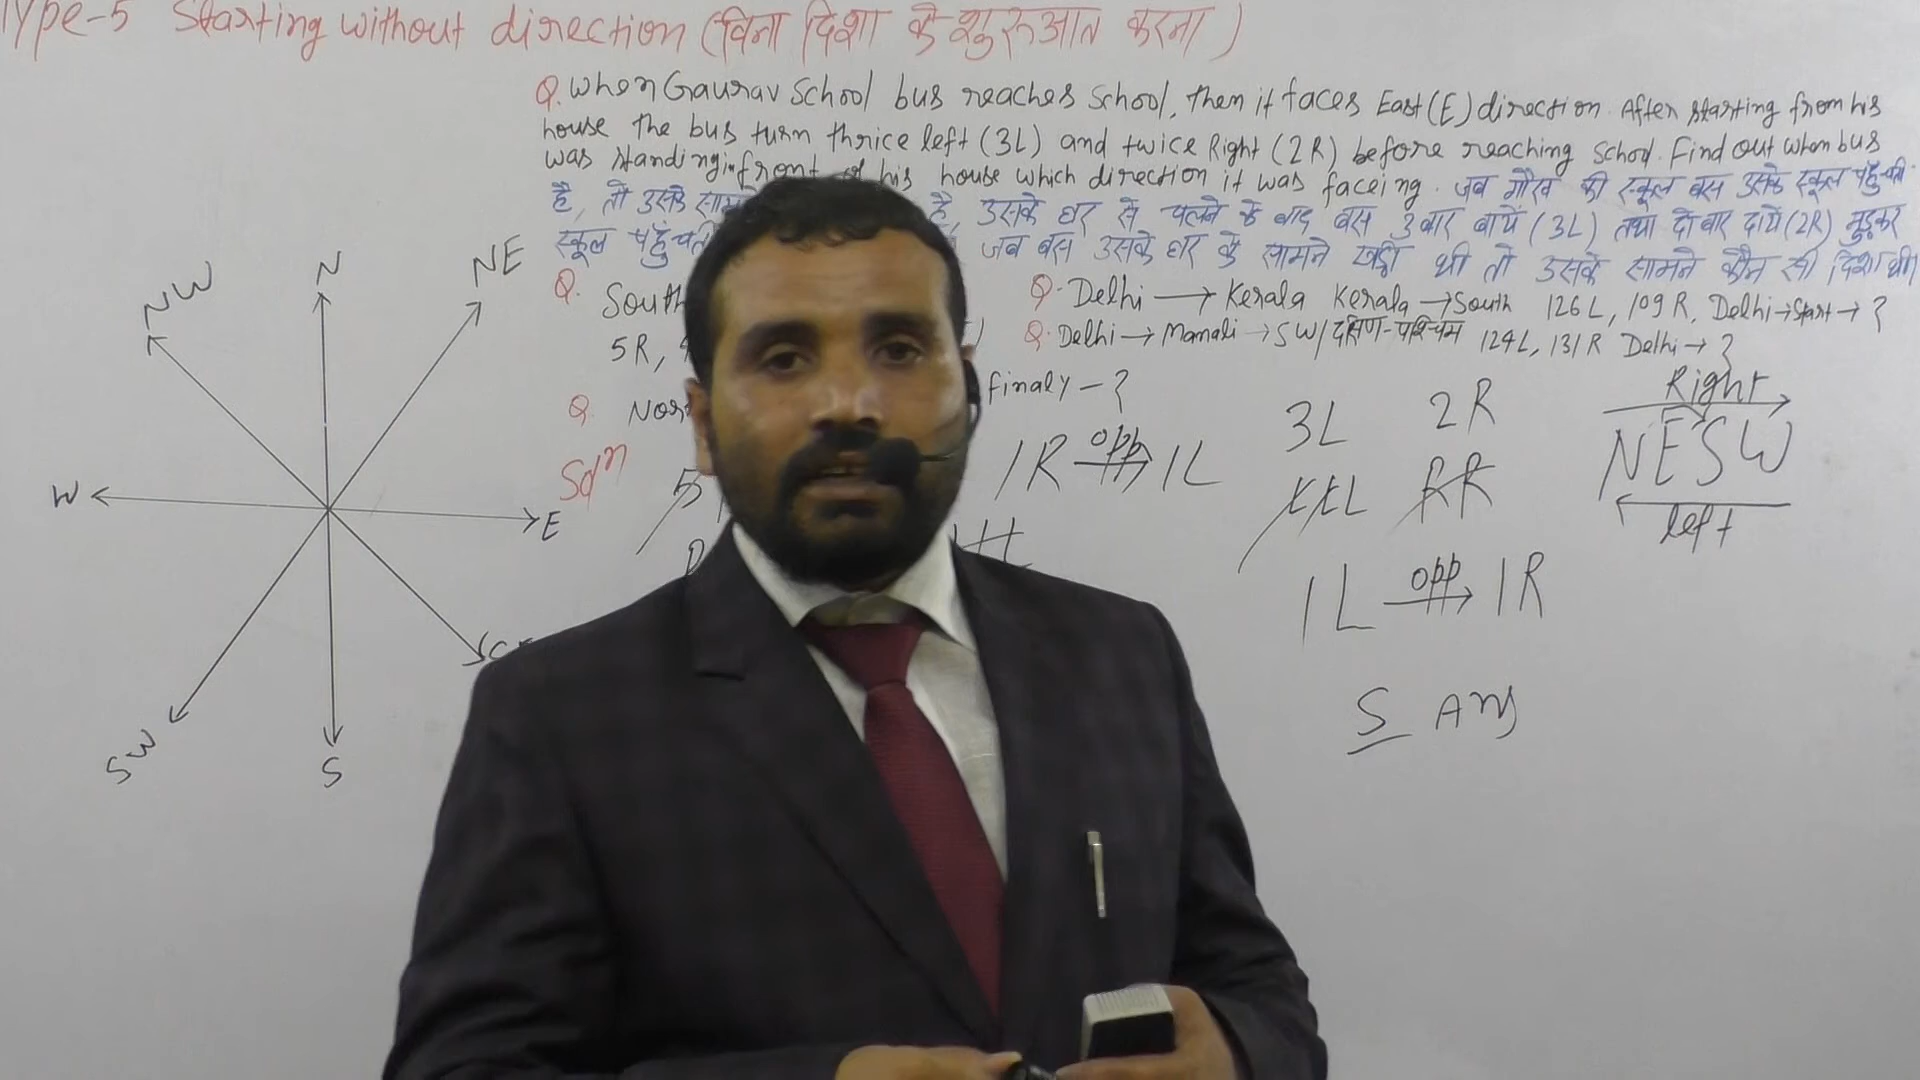 Type-5 Starting without direction (बिना दिशा के शुरूआत करना)
Q. When Gaurav School bus reaches School, then it faces East(E) direction. After starting from his
house the bus turn thrice left (3L) and twice Right (2R) before reaching School. Find out when bus
was standing in front of his house which direction it was faceing. जब गौरव की स्कूल बस उसके स्कूल पहुँचती
है, तो उसके है, उसके घर से चलने के बाद बस 3 बार बायें (3L) तथा दो बार दायें (2R) मुड़कर
स्कूल जब बस उसके घर के सामने खड़ी थी तो उसके सामने कौन सी दिशा थी।
Q. South
5R,
Q. Delhi → Kerala Kerala → South 126L, 109R, Delhi → Start → ?
Q. Delhi → Manali → SW/दक्षिण-पश्चिम 124L, 131R Delhi → ?
Q. finaly - ?
Solⁿ
1R opp→ 1L
3L 2R
LLL RR
1L opp→ 1R
S Ans
Right
NESW
left
N
NE
NW
W
E
SW
S